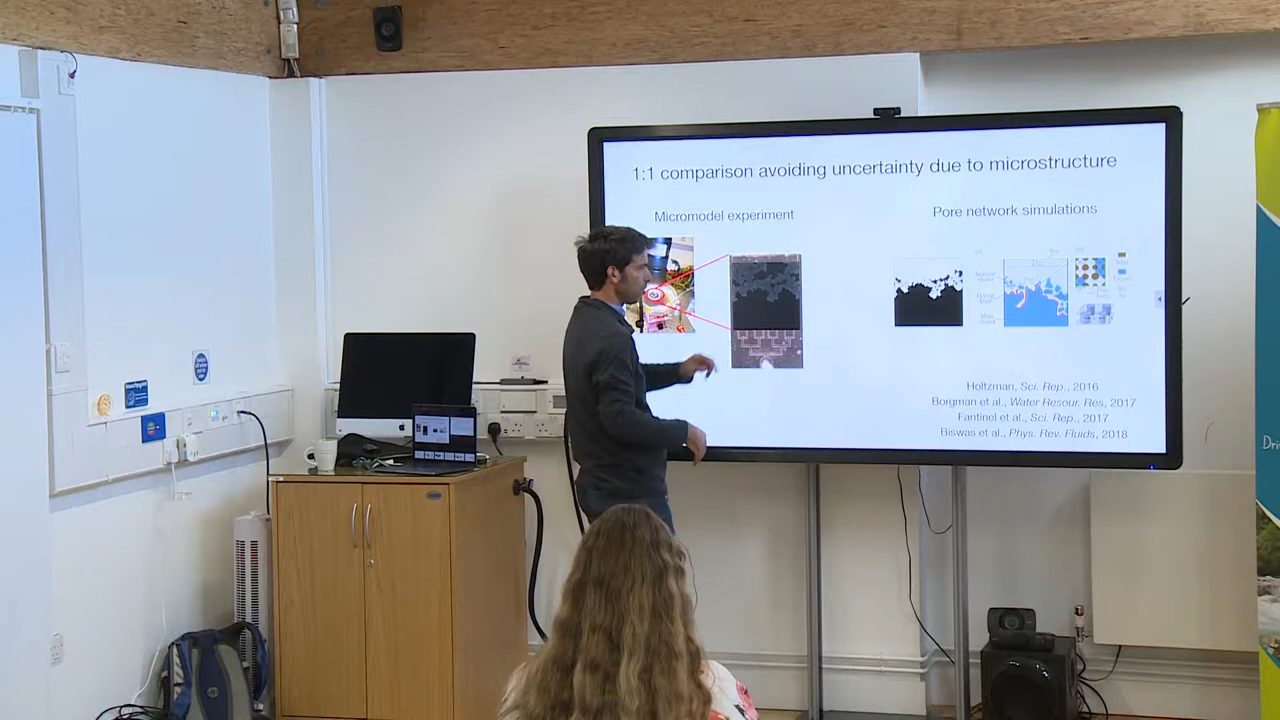 1:1 comparison avoiding uncertainty due to microstructure
Micromodel experiment
Pore network simulations
Holtzman, Sci. Rep., 2016
Borgman et al., Water Resour. Res, 2017
Fantinel et al., Sci. Rep., 2017
Biswas et al., Phys. Rev. Fluids, 2018